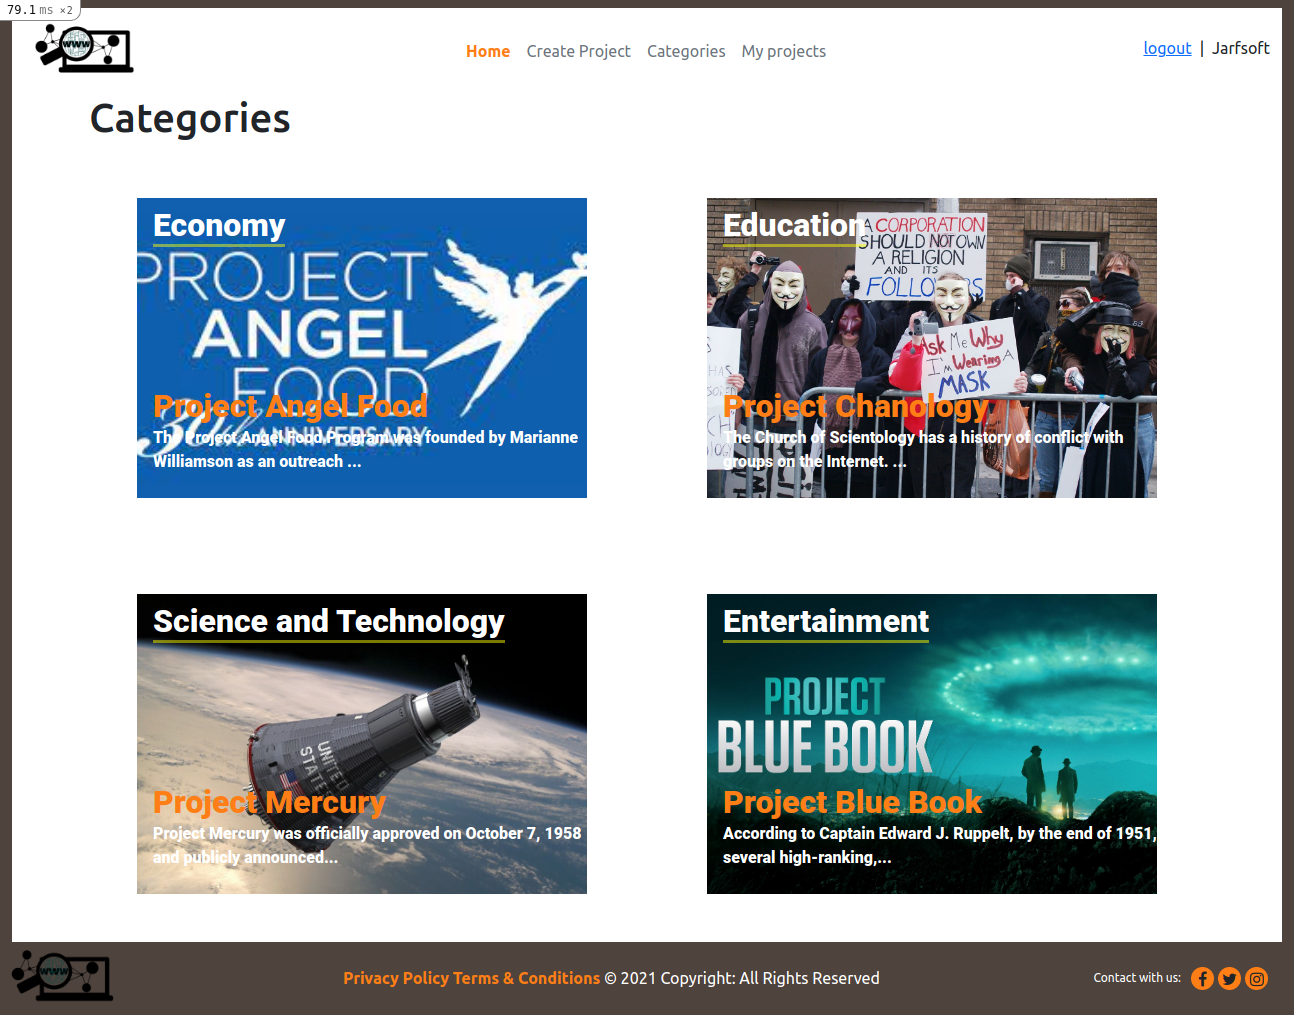 79.1 ms ×2
www
Home Create Project Categories My projects
logout | Jarfsoft
Categories
Economy
PROJECT
ANGEL
FOOD
ANNIVERSARY
Project Angel Food
The Project Angel Food Program was founded by Marianne
Williamson as an outreach ...
Education
A CORPORATION
SHOULD NOT OWN
A RELIGION
AND ITS
Ask Me Why
I'm Wearing A
MASK
Project Chanology
The Church of Scientology has a history of conflict with
groups on the Internet. ...
Science and Technology
UNITED
STATES
Project Mercury
Project Mercury was officially approved on October 7, 1958
and publicly announced...
Entertainment
PROJECT
BLUE BOOK
Project Blue Book
According to Captain Edward J. Ruppelt, by the end of 1951,
several high-ranking,...
www
Privacy Policy Terms & Conditions © 2021 Copyright: All Rights Reserved
Contact with us: